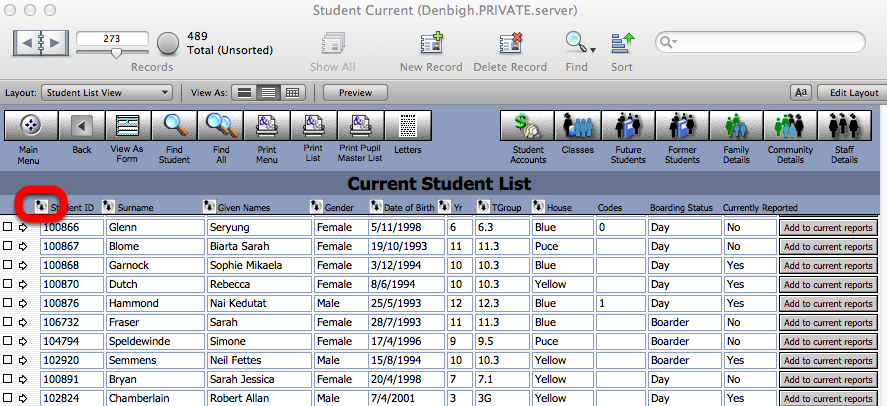 Student Current (Denbigh.PRIVATE.server)
273
489
Total (Unsorted)
Records
Show All
New Record
Delete Record
Find
Sort
Layout:
Student List View
View As:
Preview
Aa
Edit Layout
Main Menu
Back
View As Form
Find Student
Find All
Print Menu
Print List
Print Pupil Master List
Letters
Student Accounts
Classes
Future Students
Former Students
Family Details
Community Details
Staff Details
Current Student List
Student ID Surname Given Names Gender Date of Birth Yr TGroup House Codes Boarding Status Currently Reported
100866 Glenn Seryung Female 5/11/1998 6 6.3 Blue 0 Day No Add to current reports
100867 Blome Biarta Sarah Female 19/10/1993 11 11.3 Puce Day No Add to current reports
100868 Garnock Sophie Mikaela Female 3/12/1994 10 10.3 Blue Day Yes Add to current reports
100870 Dutch Rebecca Female 8/6/1994 10 10.3 Yellow Day Yes Add to current reports
100876 Hammond Nai Kedutat Male 25/5/1993 12 12.3 Blue 1 Day Yes Add to current reports
106732 Fraser Sarah Female 28/7/1993 11 11.3 Blue Boarder No Add to current reports
104794 Speldewinde Simone Female 17/4/1996 9 9.5 Puce Boarder No Add to current reports
102920 Semmens Neil Fettes Male 15/8/1994 10 10.3 Yellow Boarder Yes Add to current reports
100891 Bryan Sarah Jessica Female 20/4/1998 7 7.1 Yellow Day No Add to current reports
102824 Chamberlain Robert Allan Male 7/4/2001 3 3G Yellow Day Yes Add to current reports